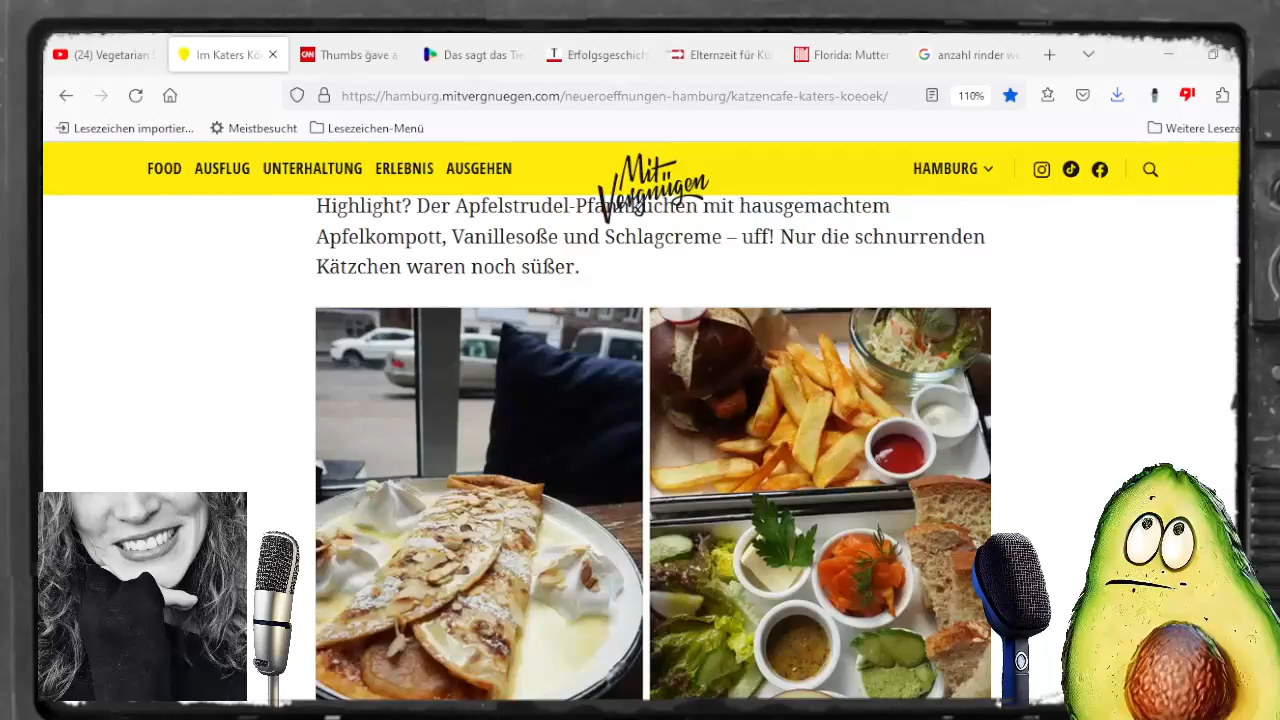 (24) Vegetarian
Im Katers Kö
Thumbs gave a
Das sagt das Tie
Erfolgsgeschich
Elternzeit für Kü
Florida: Mutter
anzahl rinder we
https://hamburg.mitvergnuegen.com/neueroeffnungen-hamburg/katzencafe-katers-koeoek/
110%
Lesezeichen importier...
Meistbesucht
Lesezeichen-Menü
Weitere Leseze
FOOD AUSFLUG UNTERHALTUNG ERLEBNIS AUSGEHEN
Mit
Vergnügen
HAMBURG
Highlight? Der Apfelstrudel-Pfannkuchen mit hausgemachtem
Apfelkompott, Vanillesoße und Schlagcreme – uff! Nur die schnurrenden
Kätzchen waren noch süßer.